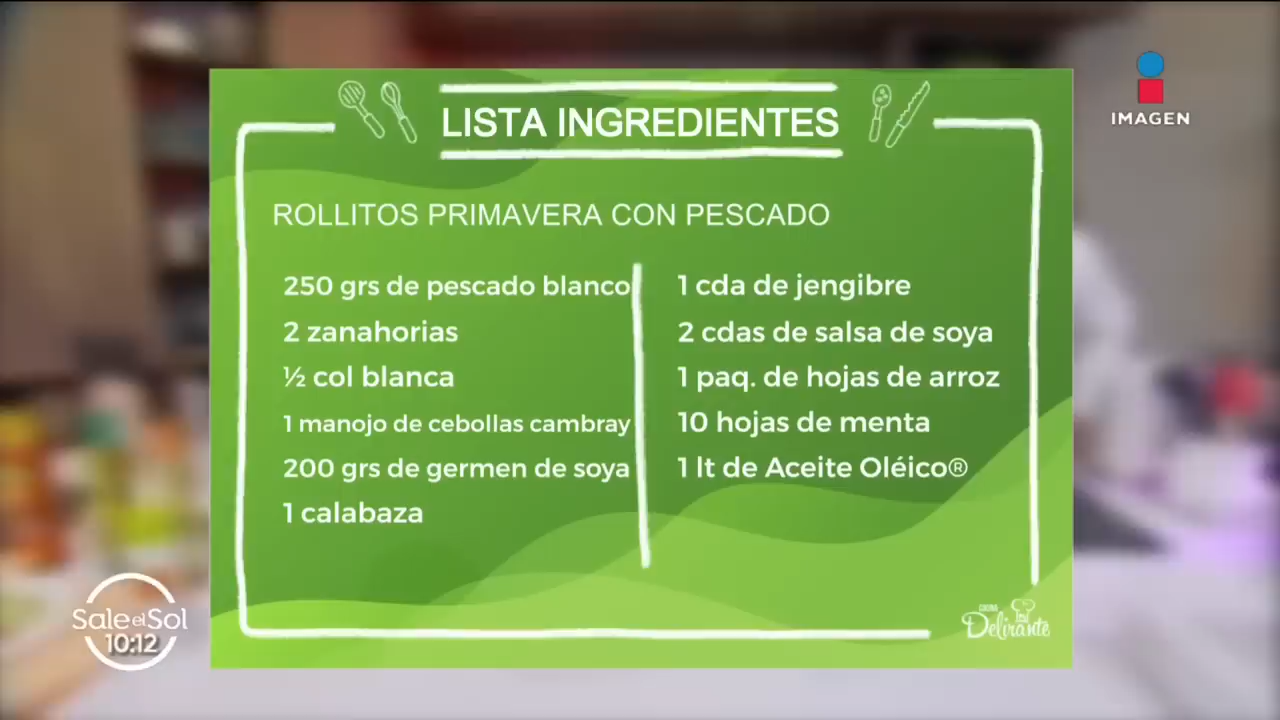 LISTA INGREDIENTES
IMAGEN
ROLLITOS PRIMAVERA CON PESCADO
250 grs de pescado blanco
2 zanahorias
½ col blanca
1 manojo de cebollas cambray
200 grs de germen de soya
1 calabaza
1 cda de jengibre
2 cdas de salsa de soya
1 paq. de hojas de arroz
10 hojas de menta
1 lt de Aceite Oléico®
Sale el Sol
10:12
COCINA
Delirante